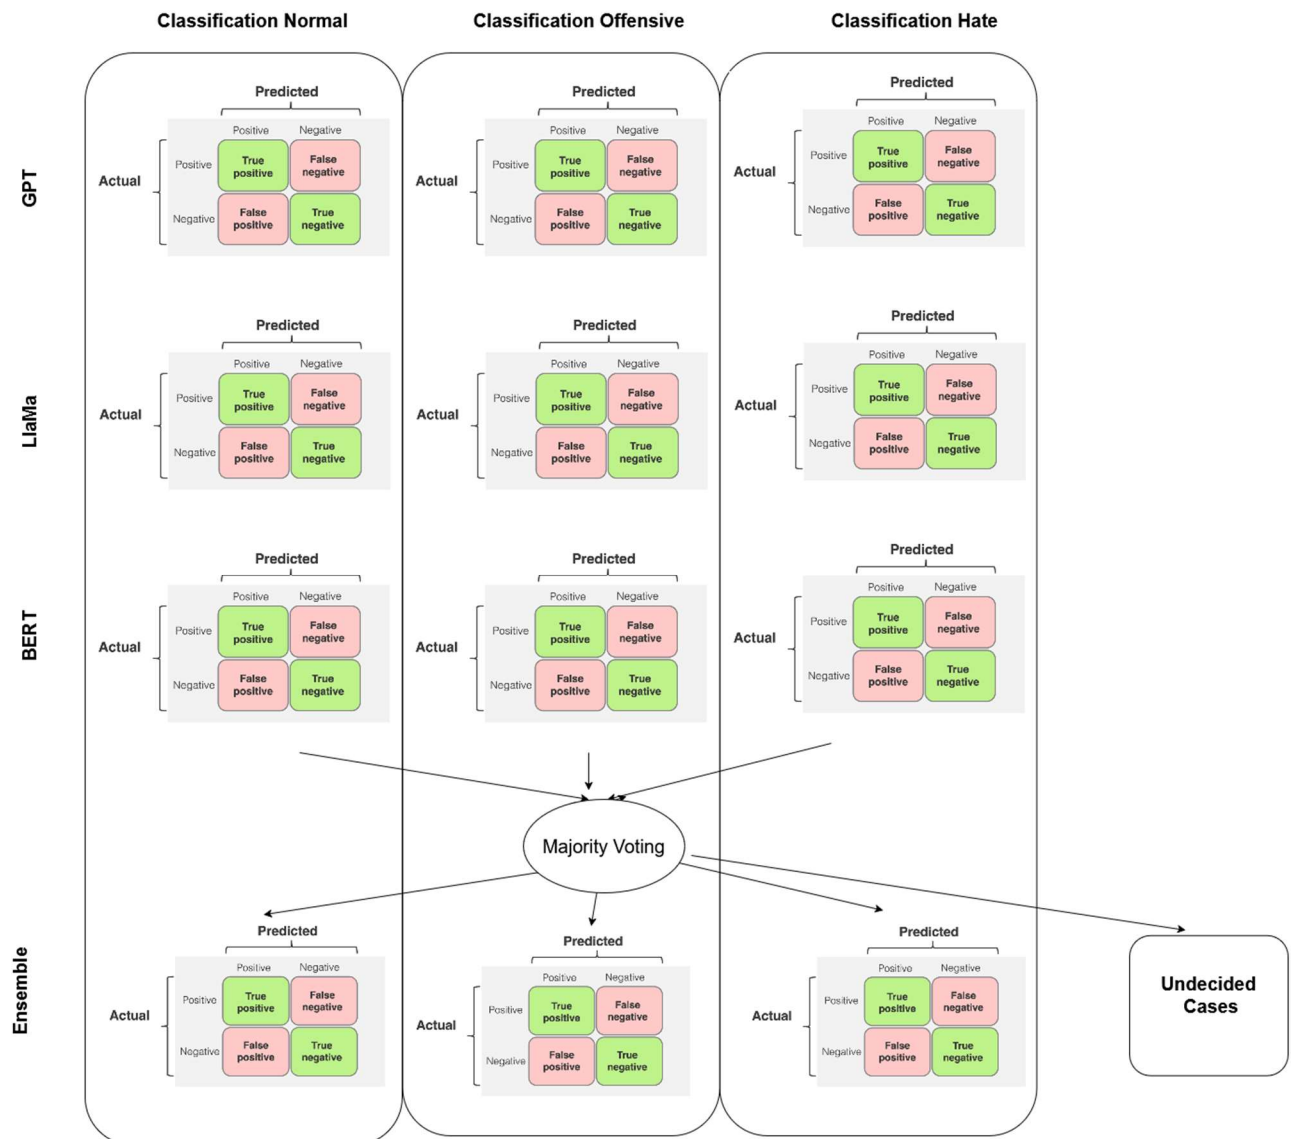 Classification Normal
Classification Offensive
Classification Hate
GPT
Predicted
Positive Negative
Actual
Positive
True positive
False negative
Negative
False positive
True negative
Predicted
Positive Negative
Actual
Positive
True positive
False negative
Negative
False positive
True negative
Predicted
Positive Negative
Actual
Positive
True positive
False negative
Negative
False positive
True negative
LlaMa
Predicted
Positive Negative
Actual
Positive
True positive
False negative
Negative
False positive
True negative
Predicted
Positive Negative
Actual
Positive
True positive
False negative
Negative
False positive
True negative
Predicted
Positive Negative
Actual
Positive
True positive
False negative
Negative
False positive
True negative
BERT
Predicted
Positive Negative
Actual
Positive
True positive
False negative
Negative
False positive
True negative
Predicted
Positive Negative
Actual
Positive
True positive
False negative
Negative
False positive
True negative
Predicted
Positive Negative
Actual
Positive
True positive
False negative
Negative
False positive
True negative
Majority Voting
Ensemble
Predicted
Positive Negative
Actual
Positive
True positive
False negative
Negative
False positive
True negative
Predicted
Positive Negative
Actual
Positive
True positive
False negative
Negative
False positive
True negative
Predicted
Positive Negative
Actual
Positive
True positive
False negative
Negative
False positive
True negative
Undecided
Cases